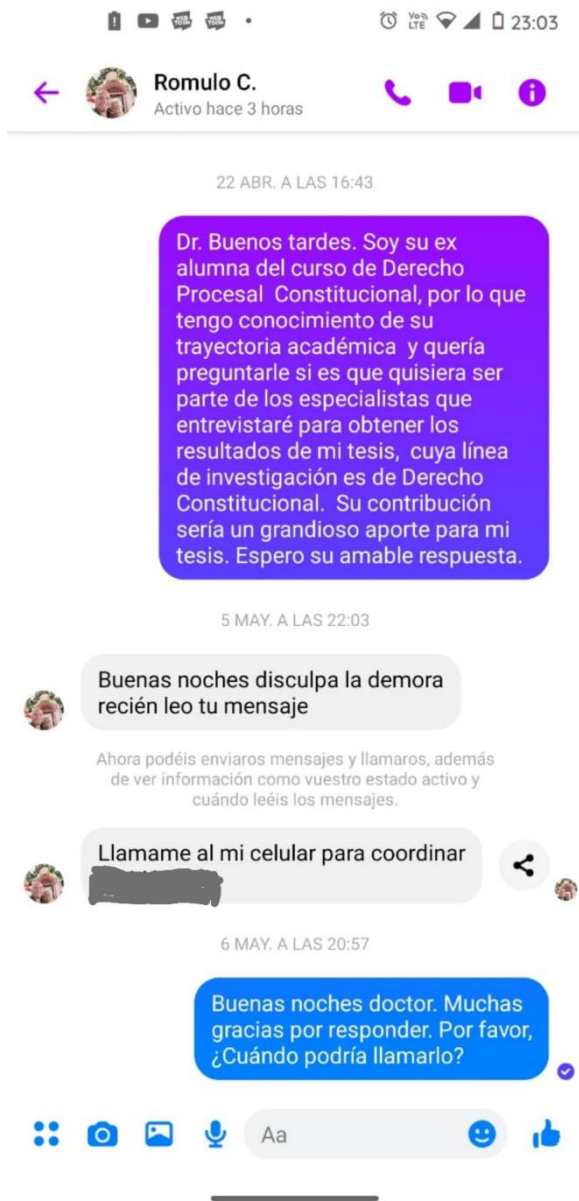 WEB TOON WEB TOON Vo)) LTE 23:03
Romulo C.
Activo hace 3 horas
22 ABR. A LAS 16:43
Dr. Buenos tardes. Soy su ex
alumna del curso de Derecho
Procesal Constitucional, por lo que
tengo conocimiento de su
trayectoria académica y quería
preguntarle si es que quisiera ser
parte de los especialistas que
entrevistaré para obtener los
resultados de mi tesis, cuya línea
de investigación es de Derecho
Constitucional. Su contribución
sería un grandioso aporte para mi
tesis. Espero su amable respuesta.
5 MAY. A LAS 22:03
Buenas noches disculpa la demora
recién leo tu mensaje
Ahora podéis enviaros mensajes y llamaros, además
de ver información como vuestro estado activo y
cuándo leéis los mensajes.
Llamame al mi celular para coordinar
6 MAY. A LAS 20:57
Buenas noches doctor. Muchas
gracias por responder. Por favor,
¿Cuándo podría llamarlo?
Aa